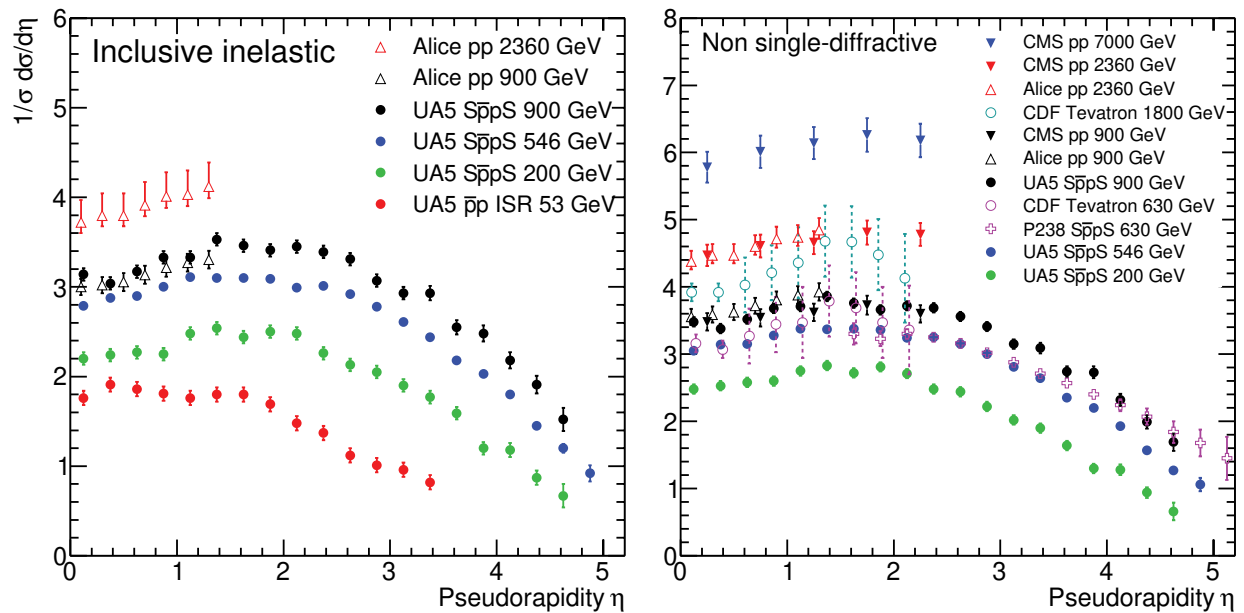 Inclusive inelastic
Alice pp 2360 GeV
Alice pp 900 GeV
UA5 Sp̅pS 900 GeV
UA5 Sp̅pS 546 GeV
UA5 Sp̅pS 200 GeV
UA5 p̅p ISR 53 GeV
1/σ dσ/dη
6
5
4
3
2
1
0
0 1 2 3 4 5
Pseudorapidity η
Non single-diffractive
CMS pp 7000 GeV
CMS pp 2360 GeV
Alice pp 2360 GeV
CDF Tevatron 1800 GeV
CMS pp 900 GeV
Alice pp 900 GeV
UA5 Sp̅pS 900 GeV
CDF Tevatron 630 GeV
P238 Sp̅pS 630 GeV
UA5 Sp̅pS 546 GeV
UA5 Sp̅pS 200 GeV
8
7
6
5
4
3
2
1
0
0 1 2 3 4 5
Pseudorapidity η